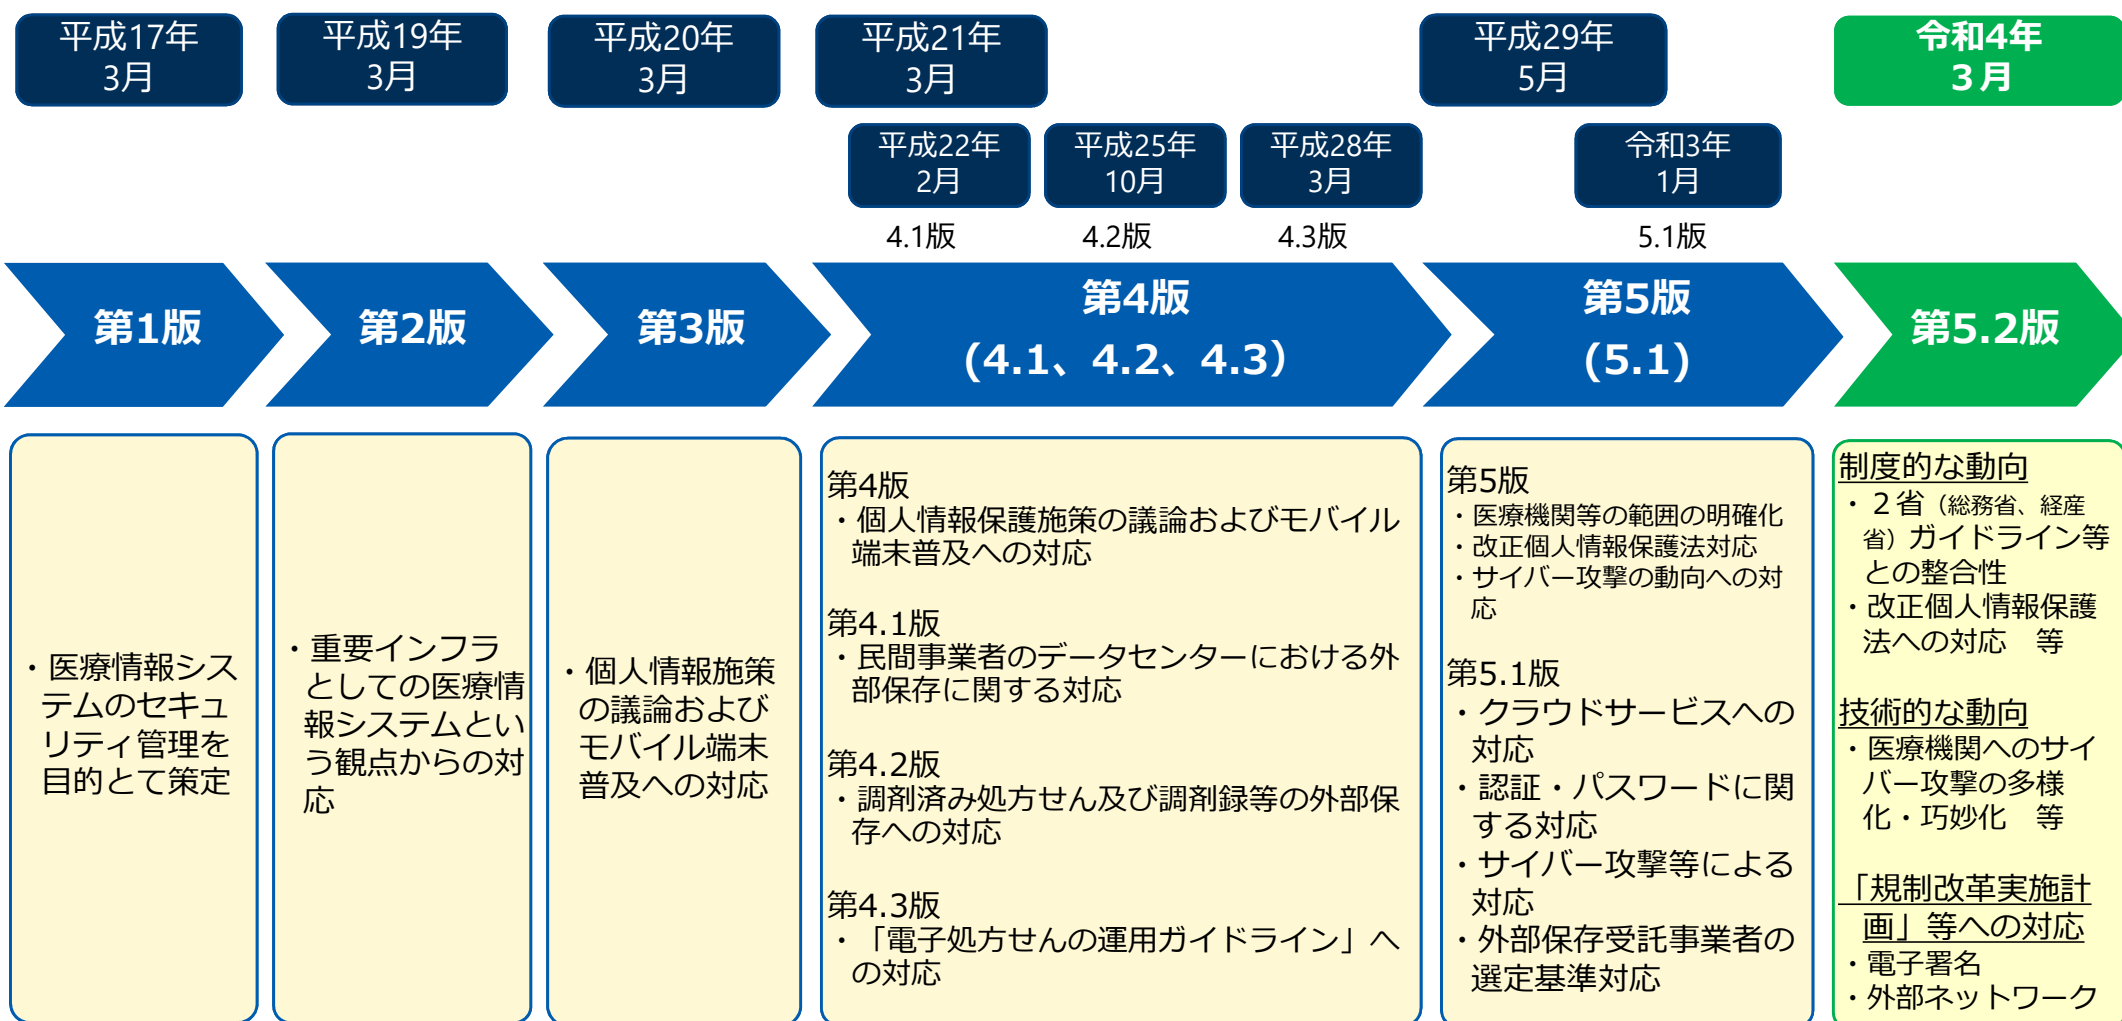 平成17年
3月
平成19年
3月
平成20年
3月
平成21年
3月
平成29年
5月
令和4年
３月
平成22年
2月
平成25年
10月
平成28年
3月
令和3年
1月
4.1版
4.2版
4.3版
5.1版
第1版
第2版
第3版
第4版
(4.1、4.2、4.3）
第5版
(5.1)
第5.2版
・医療情報シス
テムのセキュ
リティ管理を
目的とて策定
・重要インフラ
としての医療情
報システムとい
う観点からの対
応
・個人情報施策
の議論および
モバイル端末
普及への対応
第4版
・個人情報保護施策の議論およびモバイル
端末普及への対応
第4.1版
・民間事業者のデータセンターにおける外
部保存に関する対応
第4.2版
・調剤済み処方せん及び調剤録等の外部保
存への対応
第4.3版
・「電子処方せんの運用ガイドライン」へ
の対応
第5版
・医療機関等の範囲の明確化
・改正個人情報保護法対応
・サイバー攻撃の動向への対
応
第5.1版
・クラウドサービスへの
対応
・認証・パスワードに関
する対応
・サイバー攻撃等による
対応
・外部保存受託事業者の
選定基準対応
制度的な動向
・２省（総務省、経産
省）ガイドライン等
との整合性
・改正個人情報保護
法への対応　等
技術的な動向
・医療機関へのサイ
バー攻撃の多様
化・巧妙化　等
「規制改革実施計
画」等への対応
・電子署名
・外部ネットワーク